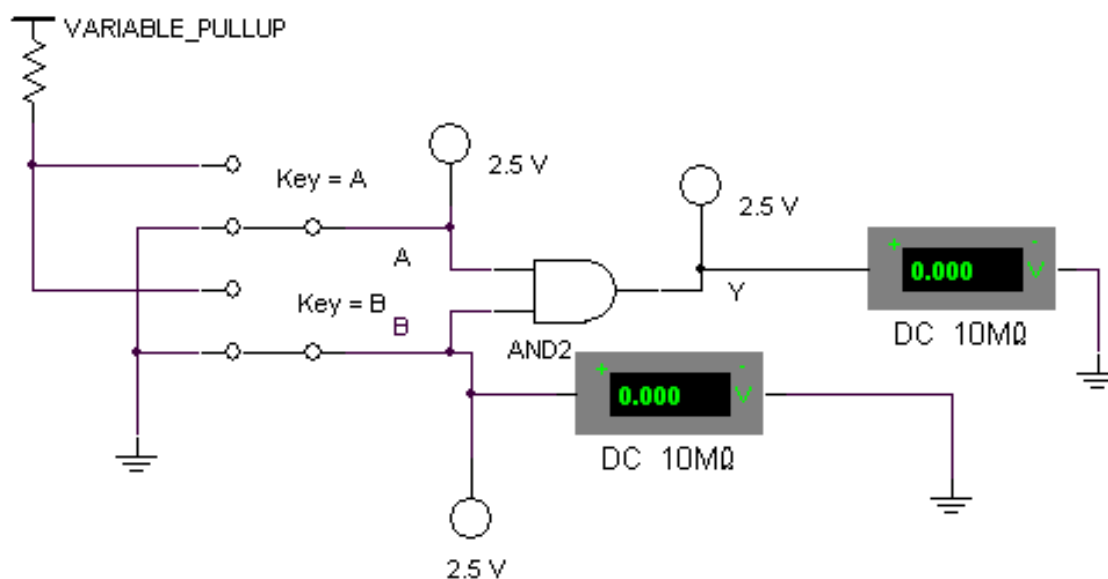 VARIABLE_PULLUP
2.5 V
Key = A
2.5 V
A
+ -
0.000 V
Y
Key = B
B
DC 10MΩ
AND2
+ -
0.000 V
DC 10MΩ
2.5 V